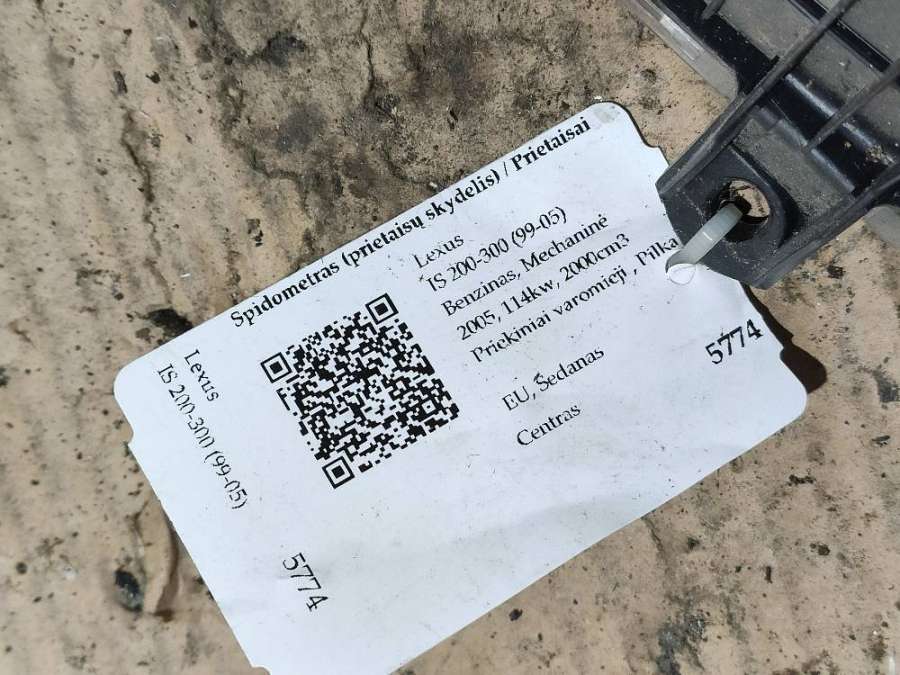 Spidometras (prietaisų skydelis) / Prietaisai
Lexus
IS 200-300 (99-05)
Benzinas, Mechaninė
2005, 114kw, 2000cm3
Priekiniai varomieji , Pilka
EU, Sedanas
Centras
5774
Lexus
IS 200-300 (99-05)
5774